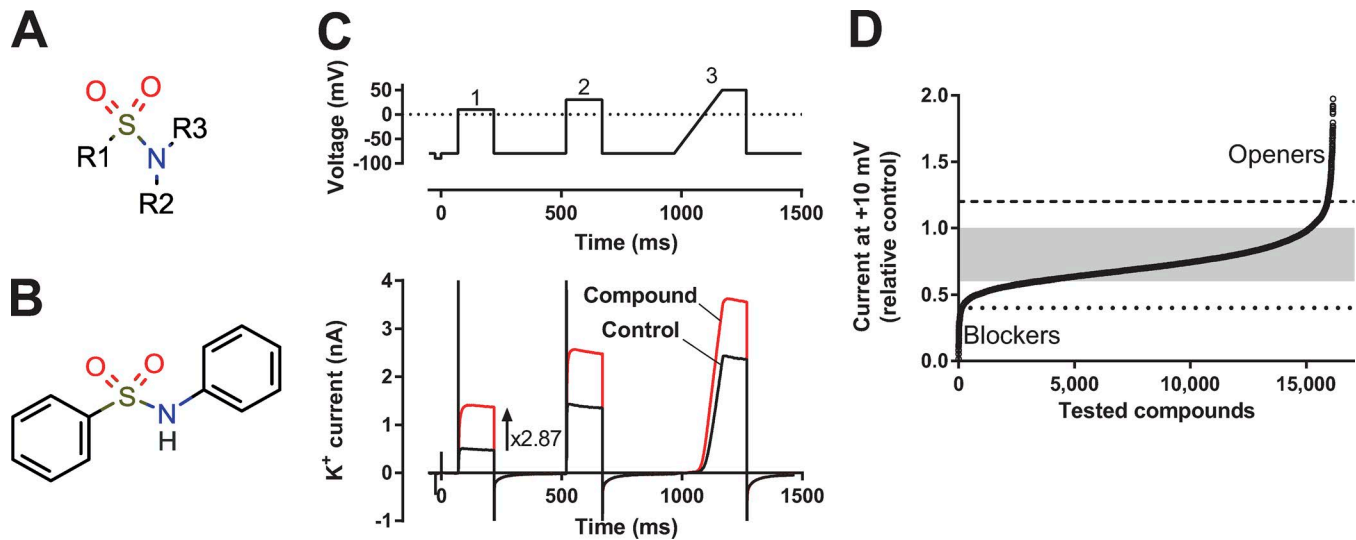 A
O O
S
R3
R1
N
R2
B
O O
S
N
H
C
Voltage (mV)
50
0
-50
-100
1
2
3
0 500 1000 1500
Time (ms)
K+ current (nA)
4
3
2
1
0
-1
Compound
Control
x2.87
0 500 1000 1500
Time (ms)
D
Current at +10 mV
(relative control)
2.0
1.5
1.0
0.5
0.0
Openers
Blockers
0 5,000 10,000 15,000
Tested compounds